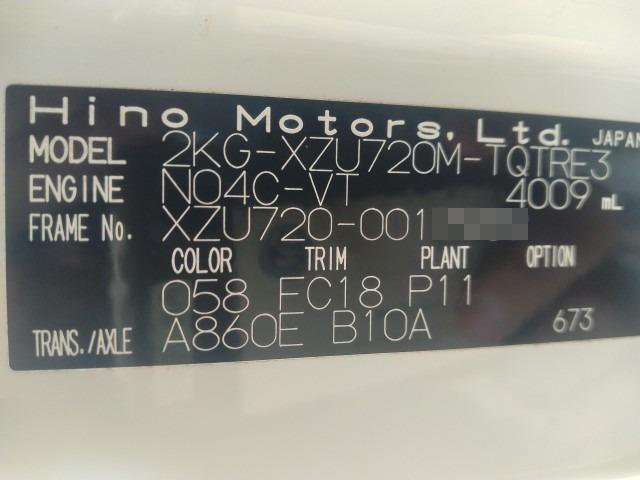 Hino Motors, Ltd. JAPAN
MODEL 2KG-XZU720M-TQTRE3
ENGINE N04C-VT 4009 mL
FRAME No. XZU720-001
COLOR TRIM PLANT OPTION
058 FC18 P11
TRANS./AXLE A860E B10A 673